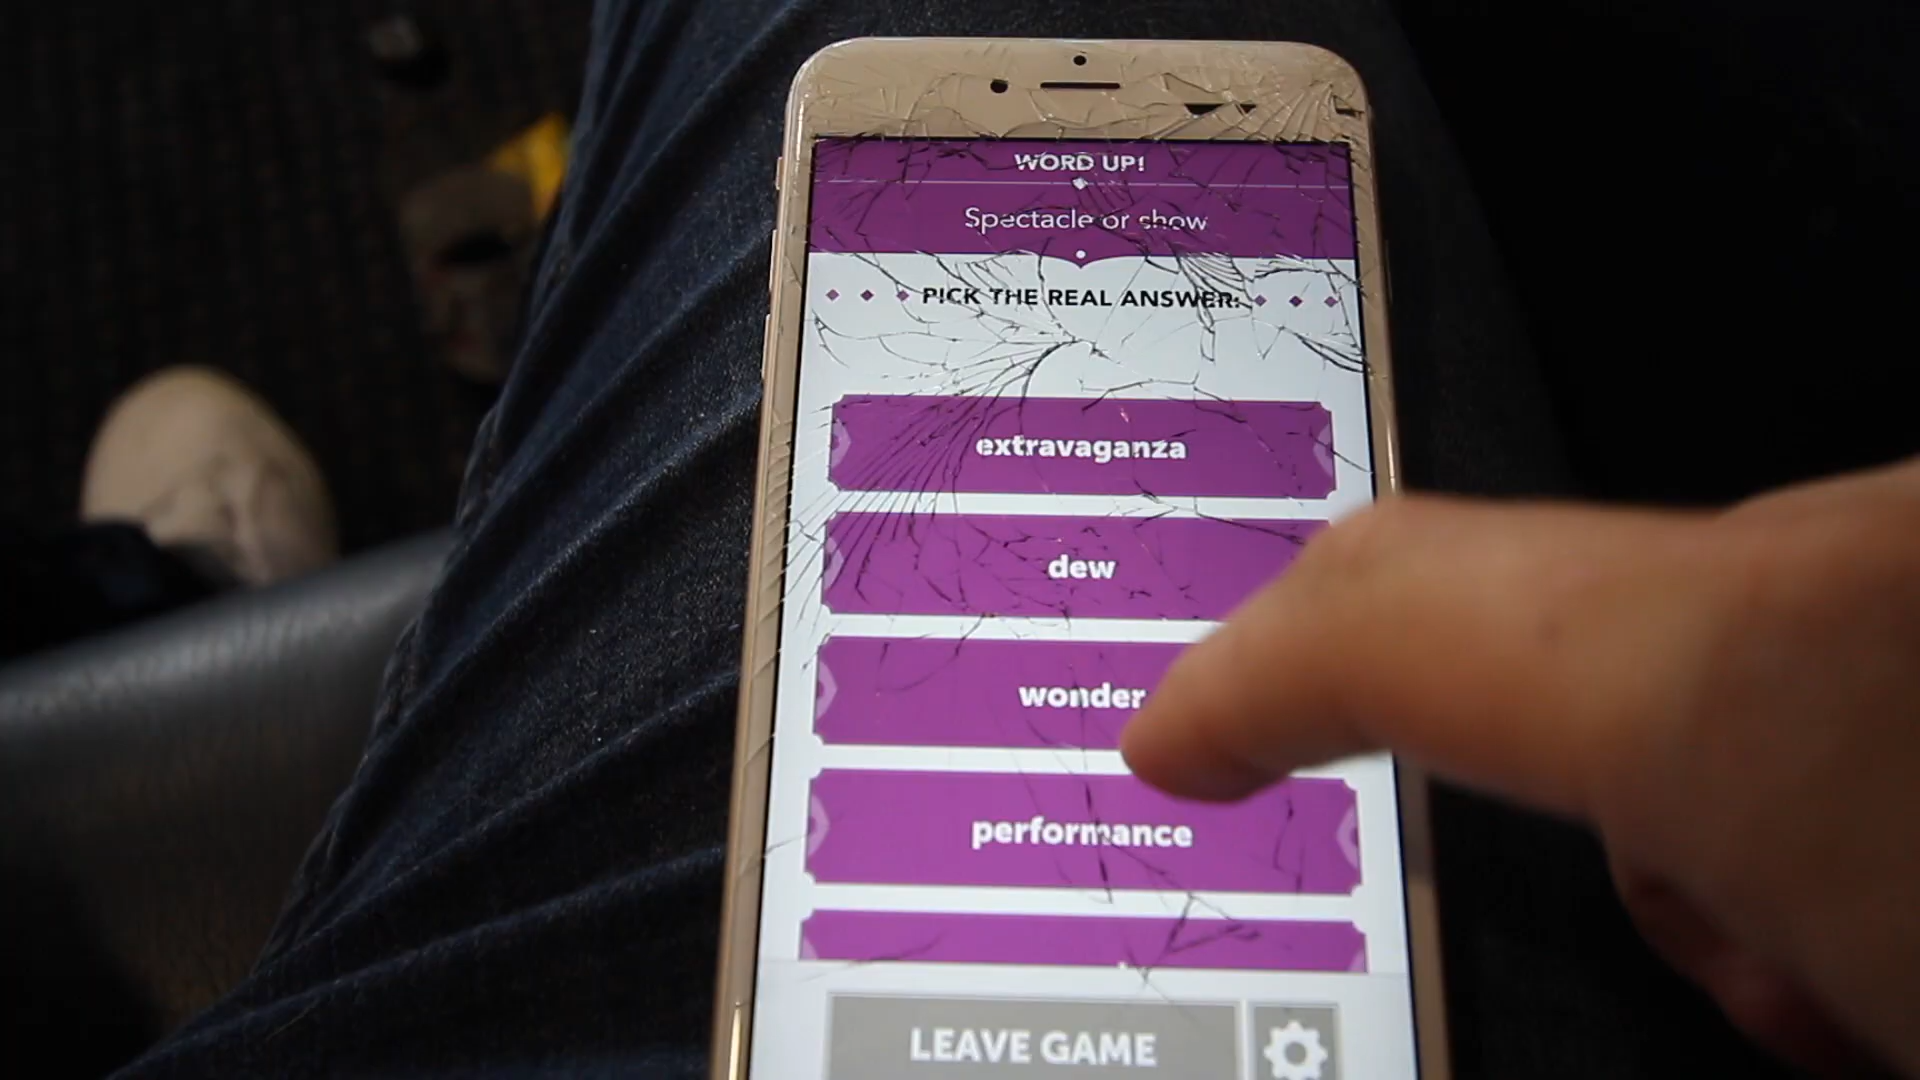 WORD UP!
Spectacle or show
PICK THE REAL ANSWER:
extravaganza
dew
wonder
performance
LEAVE GAME